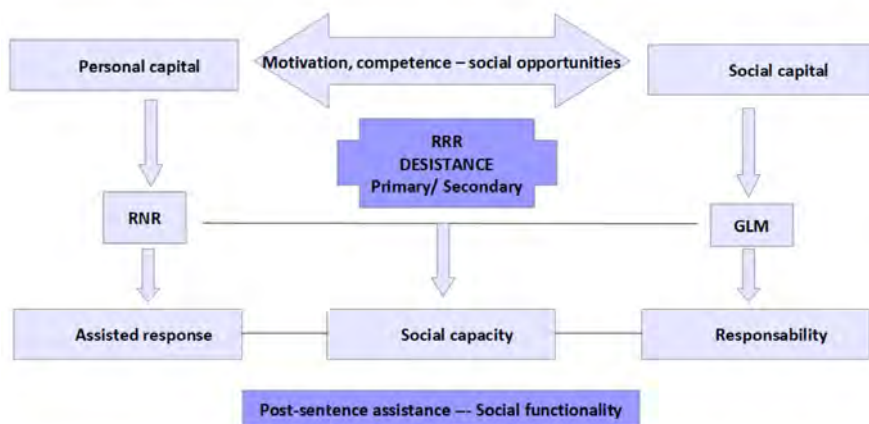 Personal capital
Motivation, competence – social opportunities
Social capital
RRR
DESISTANCE
Primary/ Secondary
RNR
GLM
Assisted response
Social capacity
Responsability
Post-sentence assistance –- Social functionality